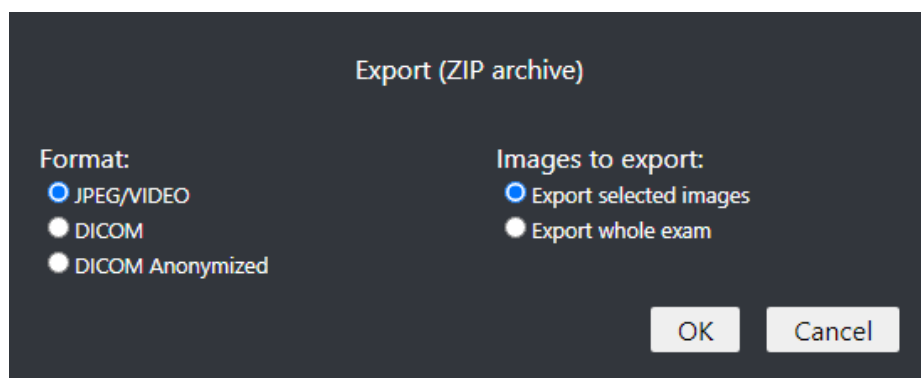 Export (ZIP archive)
Format:
JPEG/VIDEO
DICOM
DICOM Anonymized
Images to export:
Export selected images
Export whole exam
OK
Cancel